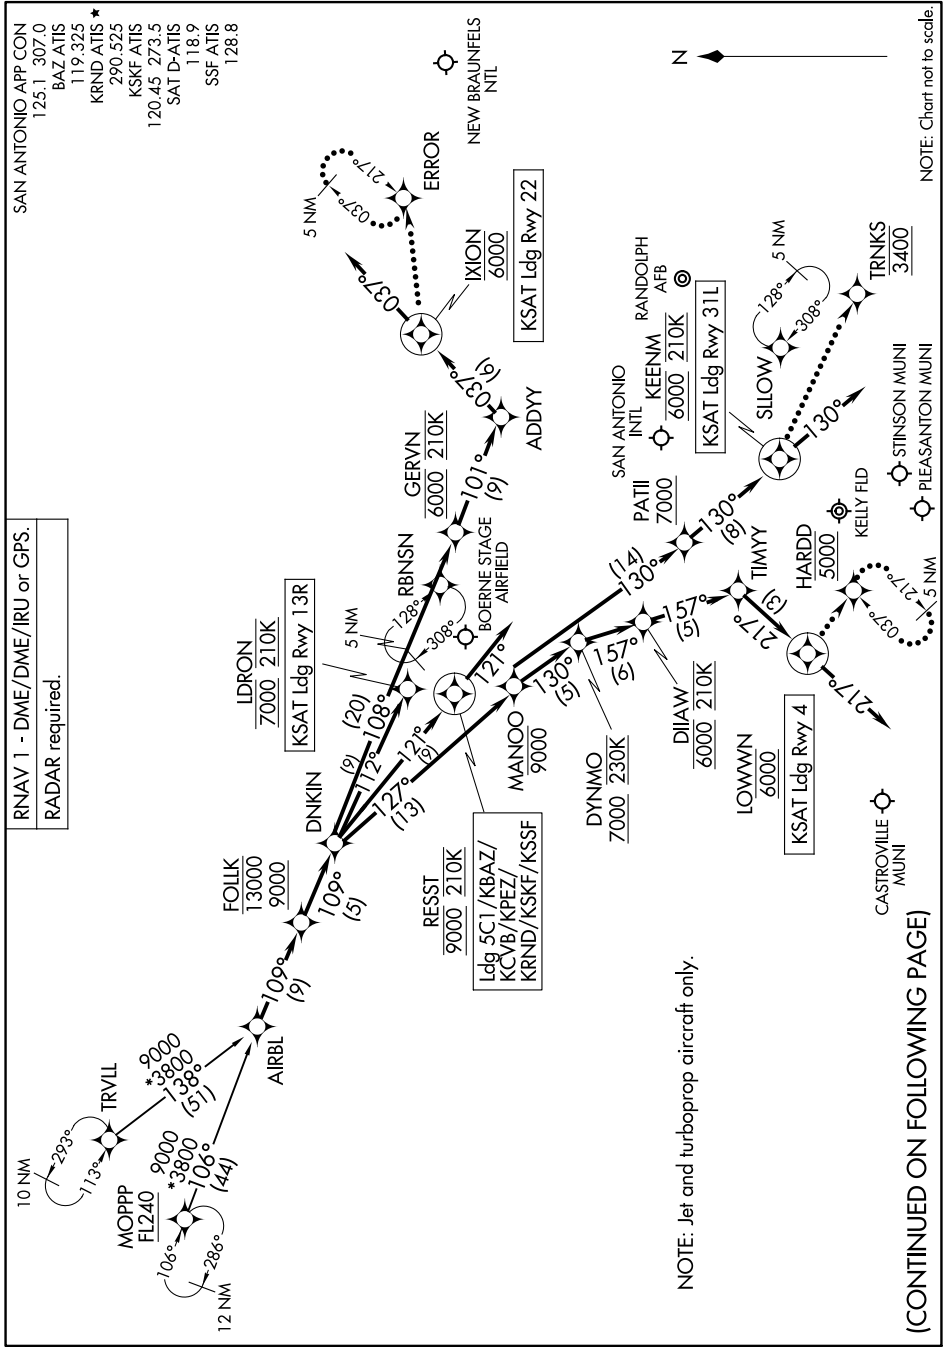 SAN ANTONIO APP CON
125.1 307.0
BAZ ATIS
119.325
KRND ATIS ★
290.525
KSKF ATIS
120.45 273.5
SAT D-ATIS
118.9
SSF ATIS
128.8
RNAV 1 - DME/DME/IRU or GPS.
RADAR required.
10 NM
293°
113°
TRVLL
9000
*3800
138°
(51)
MOPPP
FL240
106°
286°
12 NM
9000
*3800
106°
(44)
AIRBL
109°
(9)
FOLLK
13000
9000
109°
(5)
DNKIN
(20)
108°
(9)
112°
121°
(9)
127°
(13)
LDRON
7000 210K
KSAT Ldg Rwy 13R
5 NM
128°
308°
RBNSN
GERVN
6000 210K
101°
(9)
ADDYY
037°
(6)
IXION
6000
KSAT Ldg Rwy 22
037°
5 NM
037°
217°
ERROR
NEW BRAUNFELS
NTL
BOERNE STAGE
AIRFIELD
121°
RESST
9000 210K
Ldg 5C1/KBAZ/
KCVB/KPEZ/
KRND/KSKF/KSSF
MANOO
9000
(14)
130°
130°
(5)
DYNMO
7000 230K
157°
(6)
DIIAW
6000 210K
157°
(5)
TIMYY
217°
(3)
LOWWN
6000
KSAT Ldg Rwy 4
217°
HARDD
5000
217°
037°
5 NM
KELLY FLD
PATII
7000
130°
(8)
SAN ANTONIO
INTL
KEENM
6000 210K
KSAT Ldg Rwy 31L
RANDOLPH
AFB
130°
SLLOW
128°
308°
5 NM
TRNKS
3400
STINSON MUNI
PLEASANTON MUNI
CASTROVILLE
MUNI
N
NOTE: Jet and turboprop aircraft only.
NOTE: Chart not to scale.
(CONTINUED ON FOLLOWING PAGE)